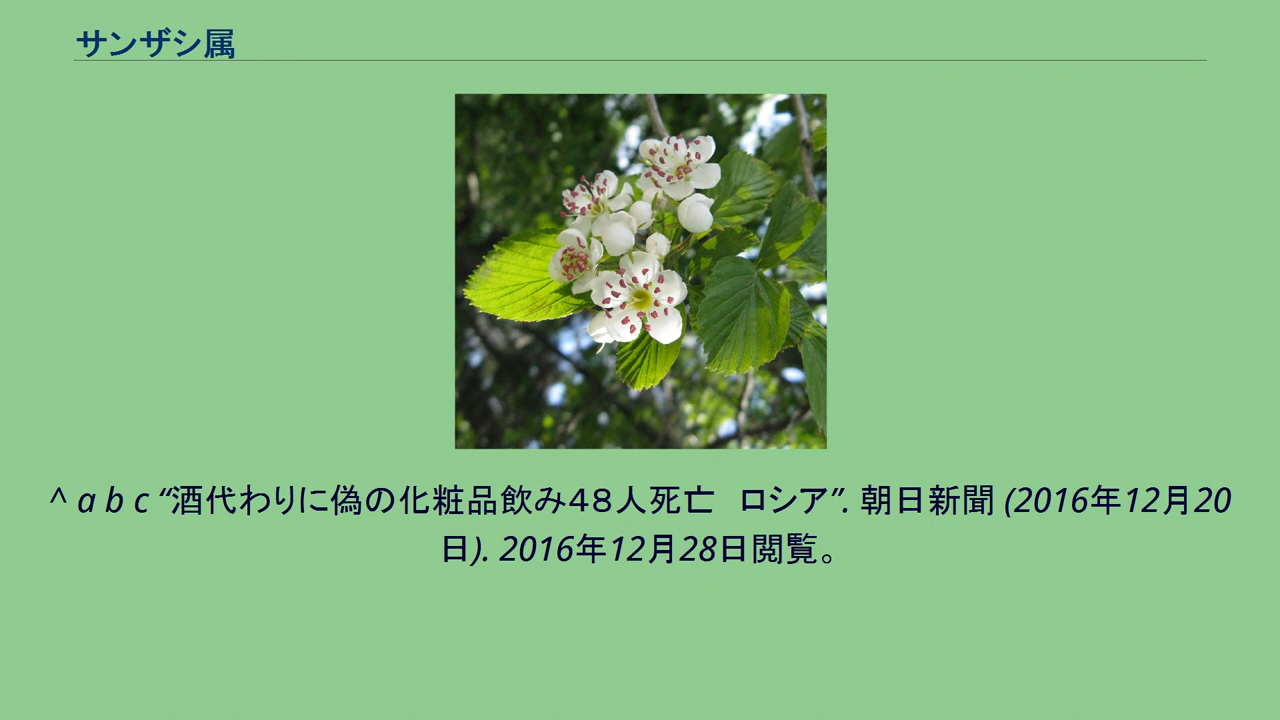 サンザシ属
^ a b c “酒代わりに偽の化粧品飲み４８人死亡　ロシア”. 朝日新聞 (2016年12月20
日). 2016年12月28日閲覧。